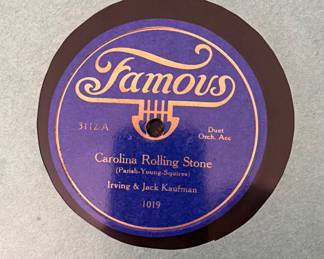 Famous
3112 A
Duet
Orch. Acc
Carolina Rolling Stone
(Parish-Young-Squires)
Irving & Jack Kaufman
1019